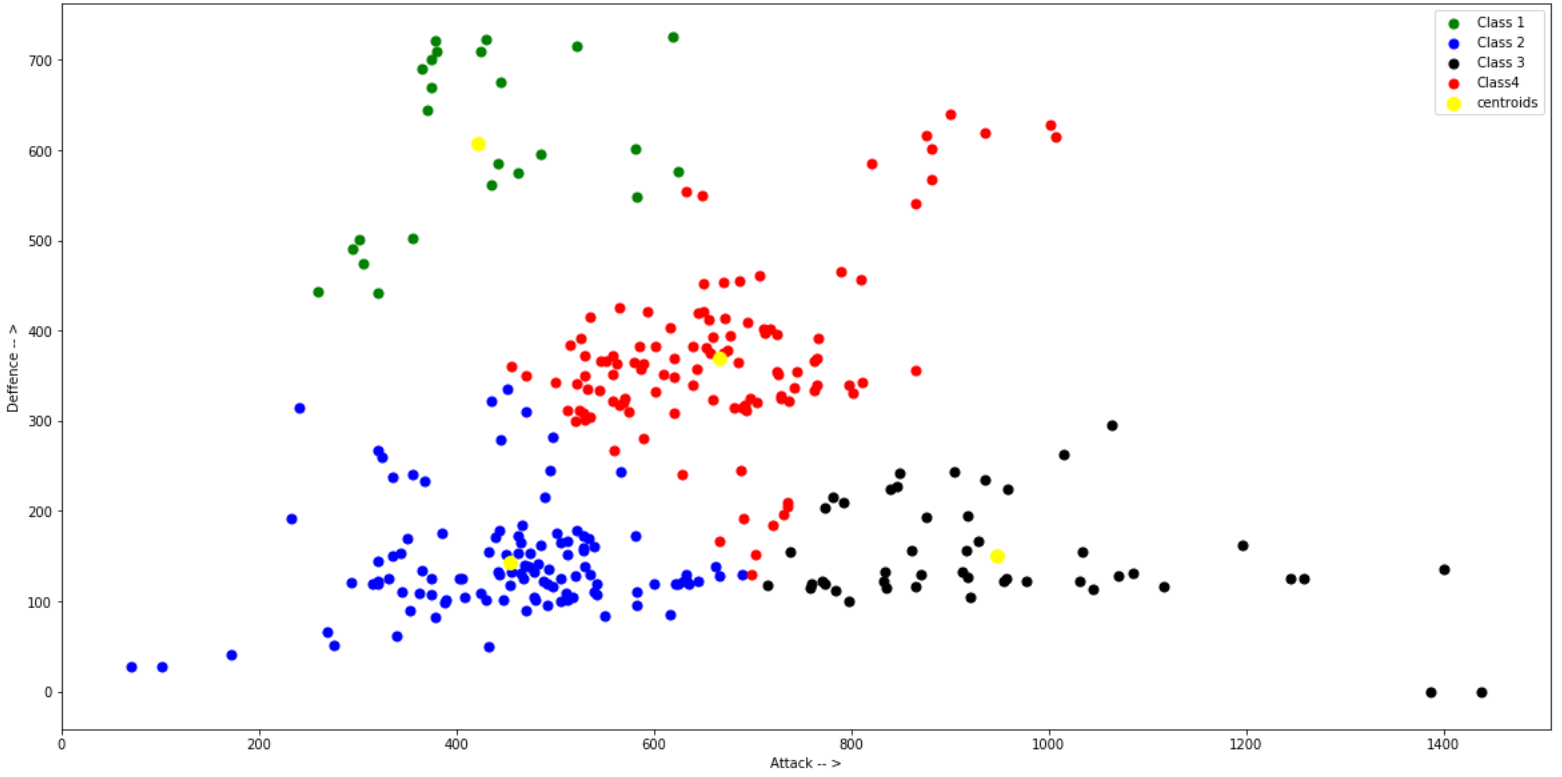 Class 1
Class 2
Class 3
Class4
centroids
700
600
500
400
300
200
100
0
Deffence -- >
0
200
400
600
800
1000
1200
1400
Attack -- >